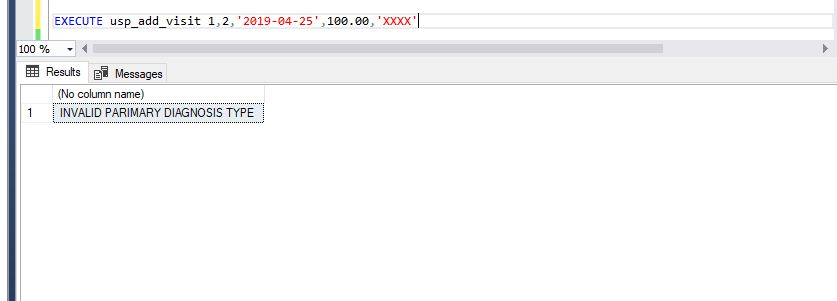 EXECUTE usp_add_visit 1,2,'2019-04-25',100.00,'XXXX'
100 %
Results Messages
(No column name)
1 INVALID PARIMARY DIAGNOSIS TYPE